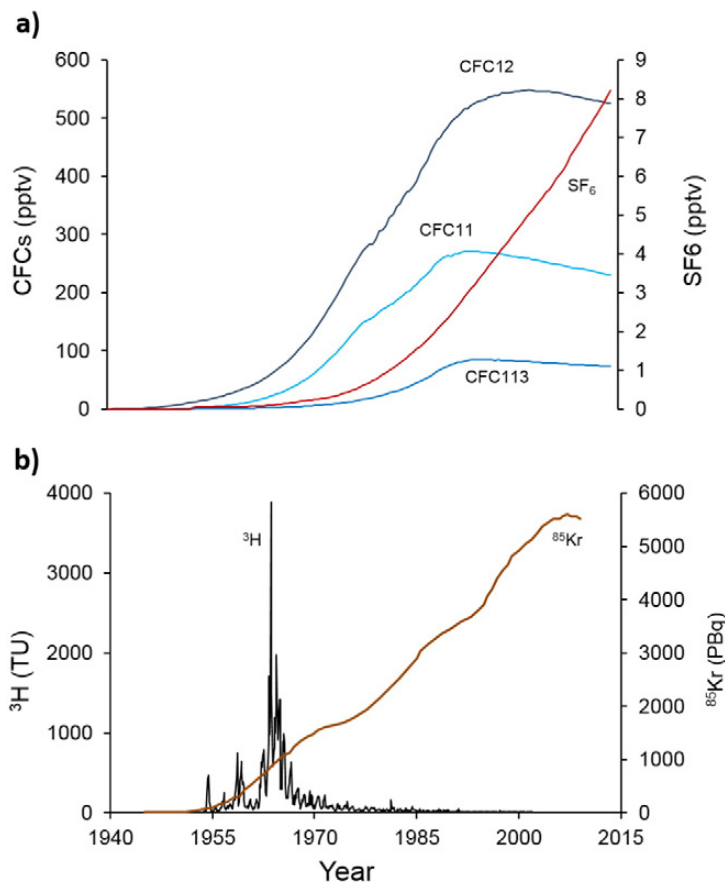 a)
600
500
400
300
200
100
0
CFCs (pptv)
CFC12
CFC11
SF6
CFC113
9
8
7
6
5
4
3
2
1
0
SF6 (pptv)
b)
4000
3000
2000
1000
0
³H (TU)
³H
⁸⁵Kr
6000
5000
4000
3000
2000
1000
0
⁸⁵Kr (PBq)
1940 1955 1970 1985 2000 2015
Year